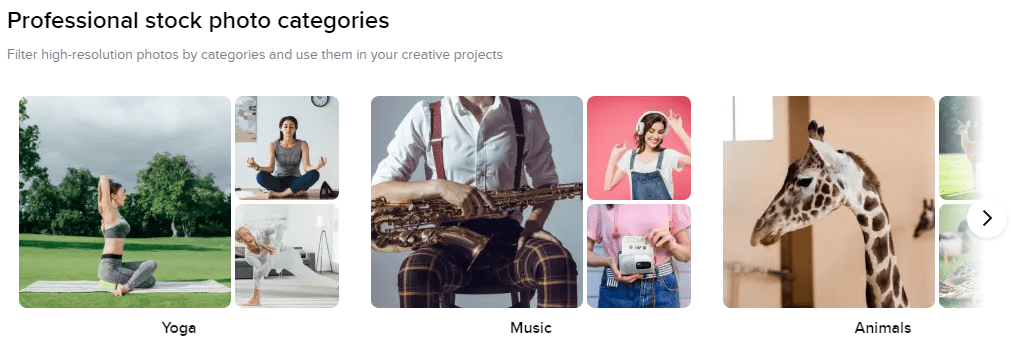 Professional stock photo categories
Filter high-resolution photos by categories and use them in your creative projects
Yoga
Music
Animals